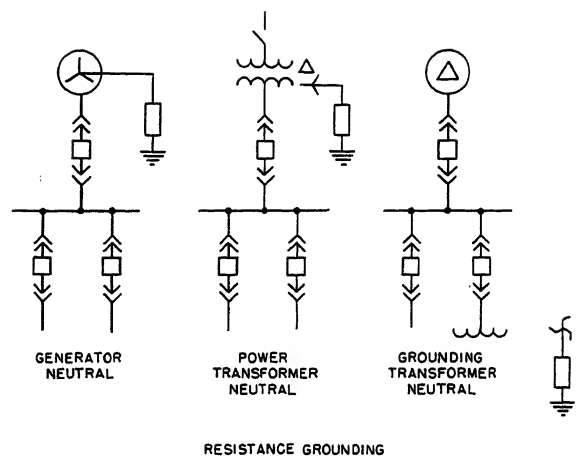 GENERATOR
NEUTRAL
POWER
TRANSFORMER
NEUTRAL
GROUNDING
TRANSFORMER
NEUTRAL
RESISTANCE GROUNDING